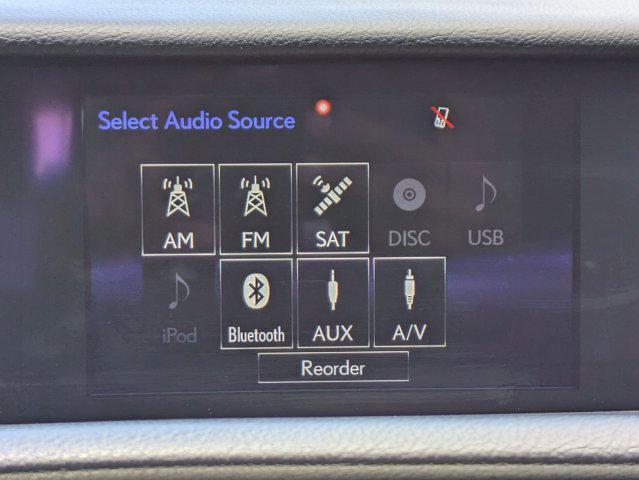 Select Audio Source
AM FM SAT DISC USB
iPod Bluetooth AUX A/V
Reorder